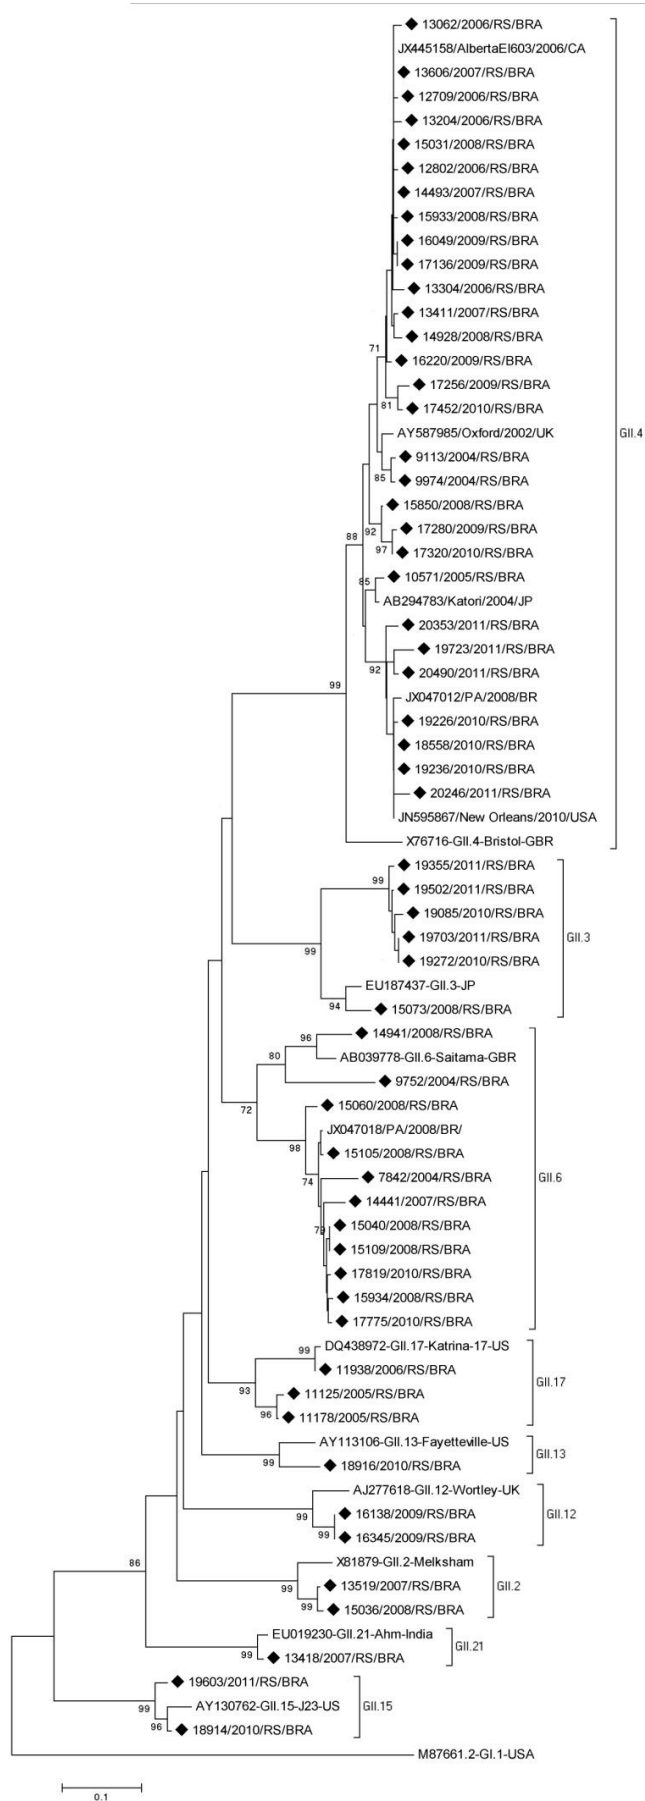 13062/2006/RS/BRA
JX445158/AlbertaEI603/2006/CA
13606/2007/RS/BRA
12709/2006/RS/BRA
13204/2006/RS/BRA
15031/2008/RS/BRA
12802/2006/RS/BRA
14493/2007/RS/BRA
15933/2008/RS/BRA
16049/2009/RS/BRA
17136/2009/RS/BRA
13304/2006/RS/BRA
13411/2007/RS/BRA
14928/2008/RS/BRA
71
16220/2009/RS/BRA
17256/2009/RS/BRA
81
17452/2010/RS/BRA
AY587985/Oxford/2002/UK
GII.4
9113/2004/RS/BRA
85
9974/2004/RS/BRA
15850/2008/RS/BRA
92
17280/2009/RS/BRA
88
97
17320/2010/RS/BRA
85
10571/2005/RS/BRA
AB294783/Katori/2004/JP
20353/2011/RS/BRA
19723/2011/RS/BRA
92
20490/2011/RS/BRA
99
JX047012/PA/2008/BR
19226/2010/RS/BRA
18558/2010/RS/BRA
19236/2010/RS/BRA
20246/2011/RS/BRA
JN595867/New Orleans/2010/USA
X76716-GII.4-Bristol-GBR
19355/2011/RS/BRA
99
19502/2011/RS/BRA
19085/2010/RS/BRA
19703/2011/RS/BRA
GII.3
99
19272/2010/RS/BRA
EU187437-GII.3-JP
94
15073/2008/RS/BRA
96
14941/2008/RS/BRA
80
AB039778-GII.6-Saitama-GBR
9752/2004/RS/BRA
72
15060/2008/RS/BRA
JX047018/PA/2008/BR/
98
15105/2008/RS/BRA
74
7842/2004/RS/BRA
GII.6
14441/2007/RS/BRA
79
15040/2008/RS/BRA
15109/2008/RS/BRA
17819/2010/RS/BRA
15934/2008/RS/BRA
17775/2010/RS/BRA
99
DQ438972-GII.17-Katrina-17-US
11938/2006/RS/BRA
93
GII.17
11125/2005/RS/BRA
96
11178/2005/RS/BRA
AY113106-GII.13-Fayetteville-US
GII.13
99
18916/2010/RS/BRA
AJ277618-GII.12-Wortley-UK
99
16138/2009/RS/BRA
GII.12
99
16345/2009/RS/BRA
86
X81879-GII.2-Melksham
99
13519/2007/RS/BRA
GII.2
99
15036/2008/RS/BRA
EU019230-GII.21-Ahm-India
GII.21
99
13418/2007/RS/BRA
19603/2011/RS/BRA
99
AY130762-GII.15-J23-US
GII.15
96
18914/2010/RS/BRA
M87661.2-GI.1-USA
0.1